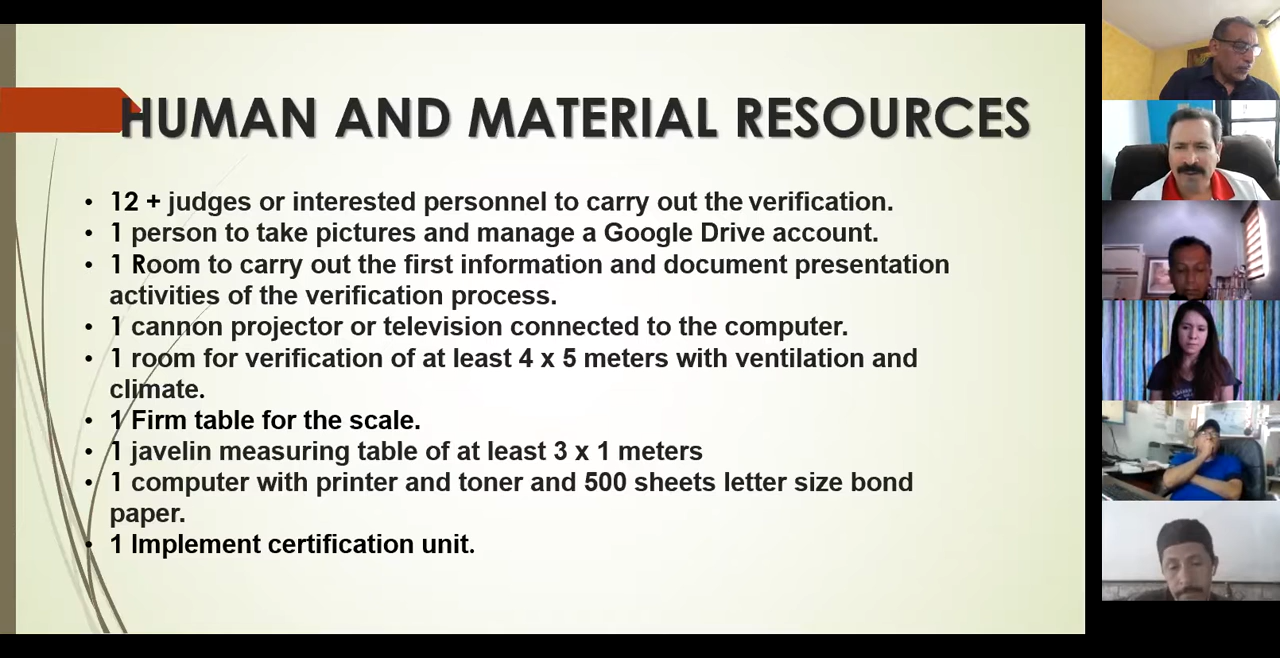 HUMAN AND MATERIAL RESOURCES
• 12 + judges or interested personnel to carry out the verification.
• 1 person to take pictures and manage a Google Drive account.
• 1 Room to carry out the first information and document presentation
activities of the verification process.
• 1 cannon projector or television connected to the computer.
• 1 room for verification of at least 4 x 5 meters with ventilation and
climate.
• 1 Firm table for the scale.
• 1 javelin measuring table of at least 3 x 1 meters
• 1 computer with printer and toner and 500 sheets letter size bond
paper.
• 1 Implement certification unit.